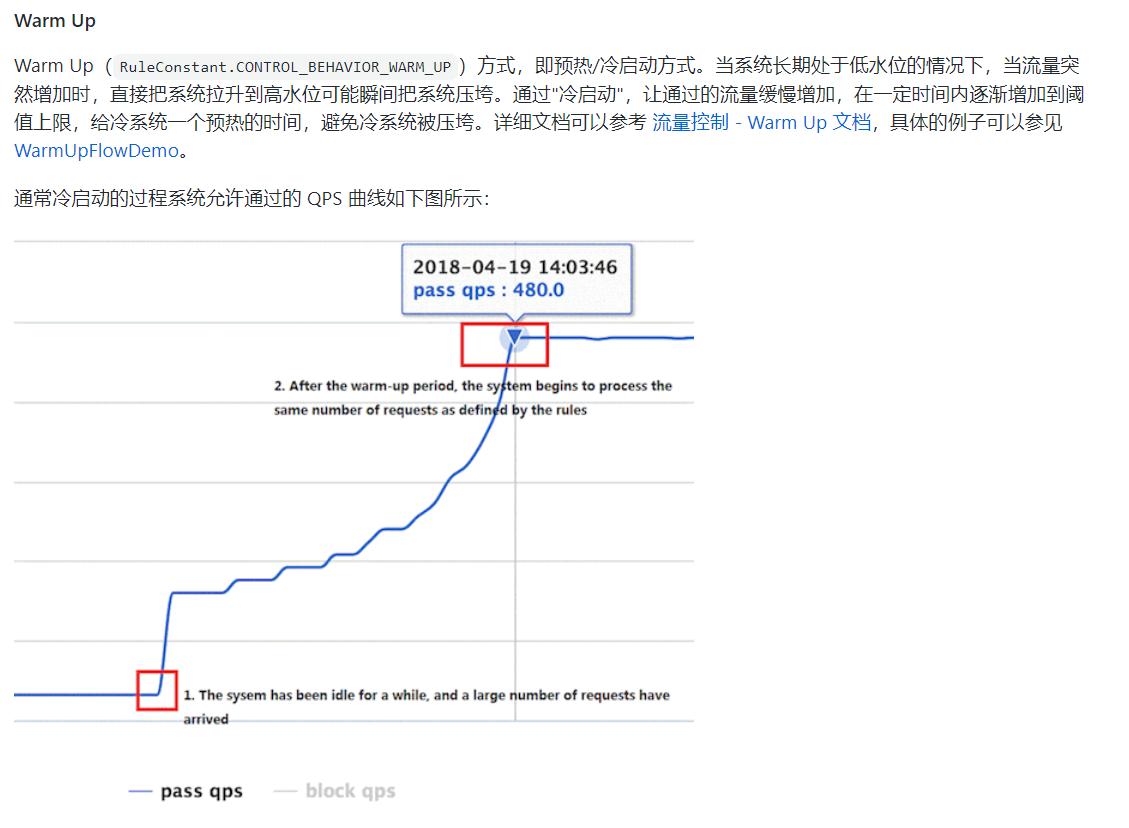 Warm Up
Warm Up（RuleConstant.CONTROL_BEHAVIOR_WARM_UP）方式，即预热/冷启动方式。当系统长期处于低水位的情况下，当流量突
然增加时，直接把系统拉升到高水位可能瞬间把系统压垮。通过"冷启动"，让通过的流量缓慢增加，在一定时间内逐渐增加到阈
值上限，给冷系统一个预热的时间，避免冷系统被压垮。详细文档可以参考 流量控制 - Warm Up 文档，具体的例子可以参见
WarmUpFlowDemo。
通常冷启动的过程系统允许通过的 QPS 曲线如下图所示：
2018-04-19 14:03:46
pass qps : 480.0
2. After the warm-up period, the system begins to process the
same number of requests as defined by the rules
1. The sysem has been idle for a while, and a large number of requests have
arrived
pass qps
block qps